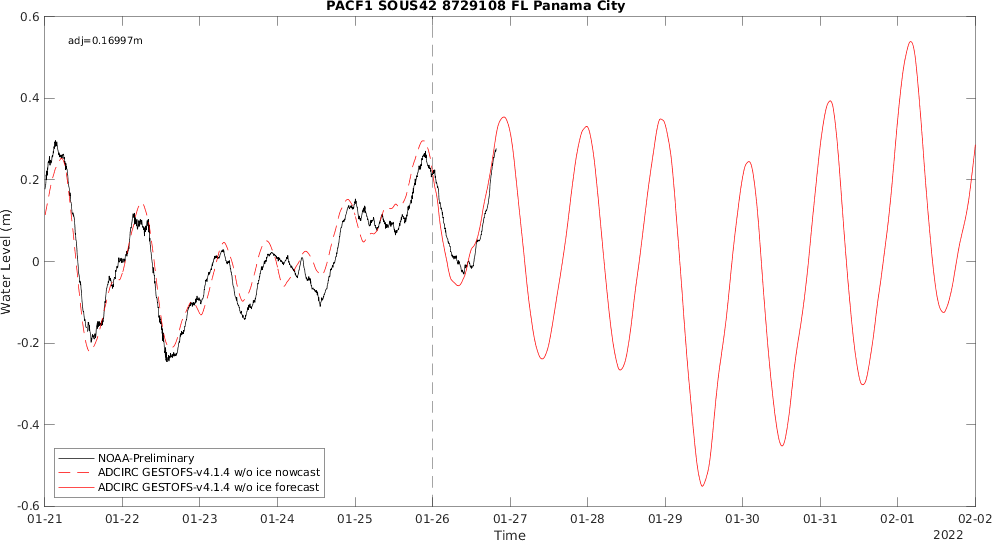 PACF1 SOUS42 8729108 FL Panama City
adj=0.16997m
0.6
0.4
0.2
0
-0.2
-0.4
-0.6
Water Level (m)
NOAA-Preliminary
ADCIRC GESTOFS-v4.1.4 w/o ice nowcast
ADCIRC GESTOFS-v4.1.4 w/o ice forecast
01-21 01-22 01-23 01-24 01-25 01-26 01-27 01-28 01-29 01-30 01-31 02-01 02-02
Time
2022